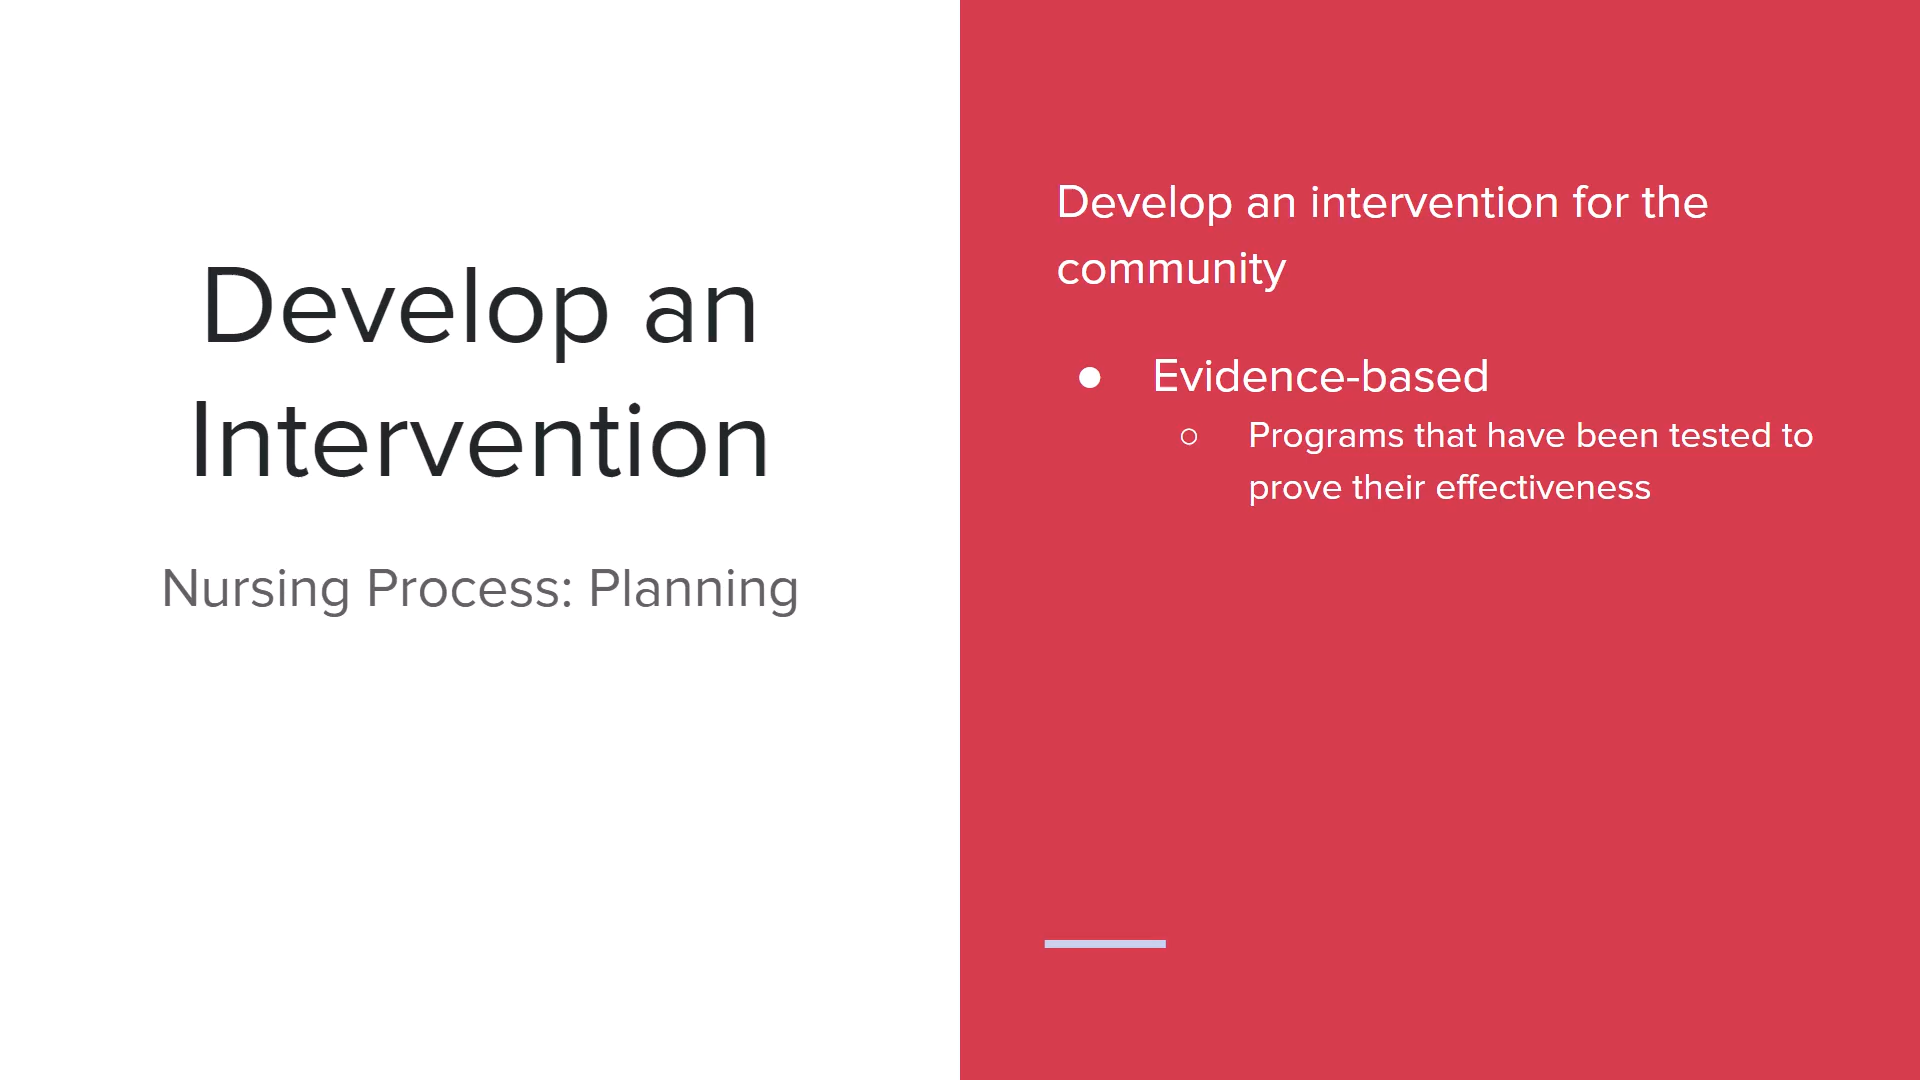 Develop an
Intervention
Nursing Process: Planning
Develop an intervention for the
community
● Evidence-based
○ Programs that have been tested to
prove their effectiveness